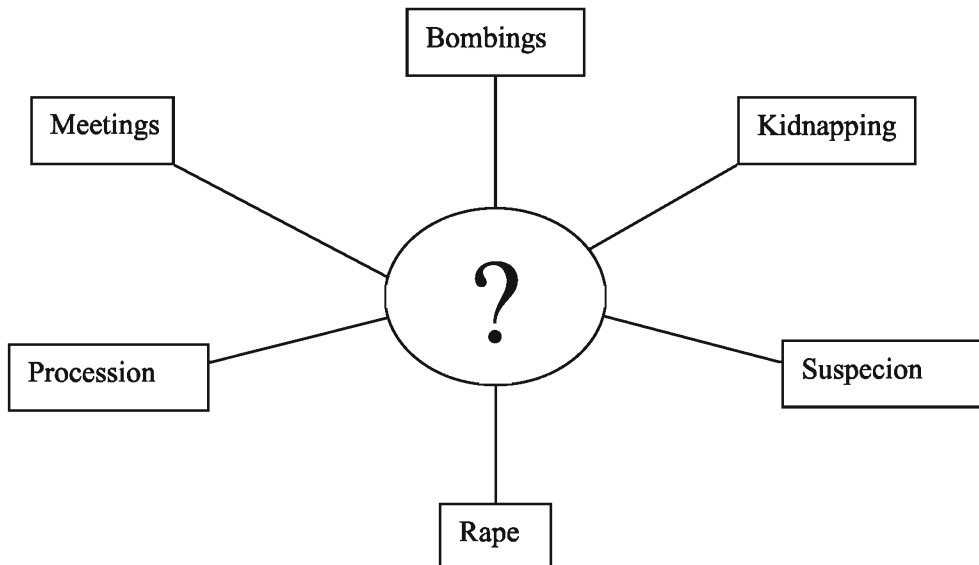 Bombings
Meetings
Kidnapping
?
Procession
Suspecion
Rape